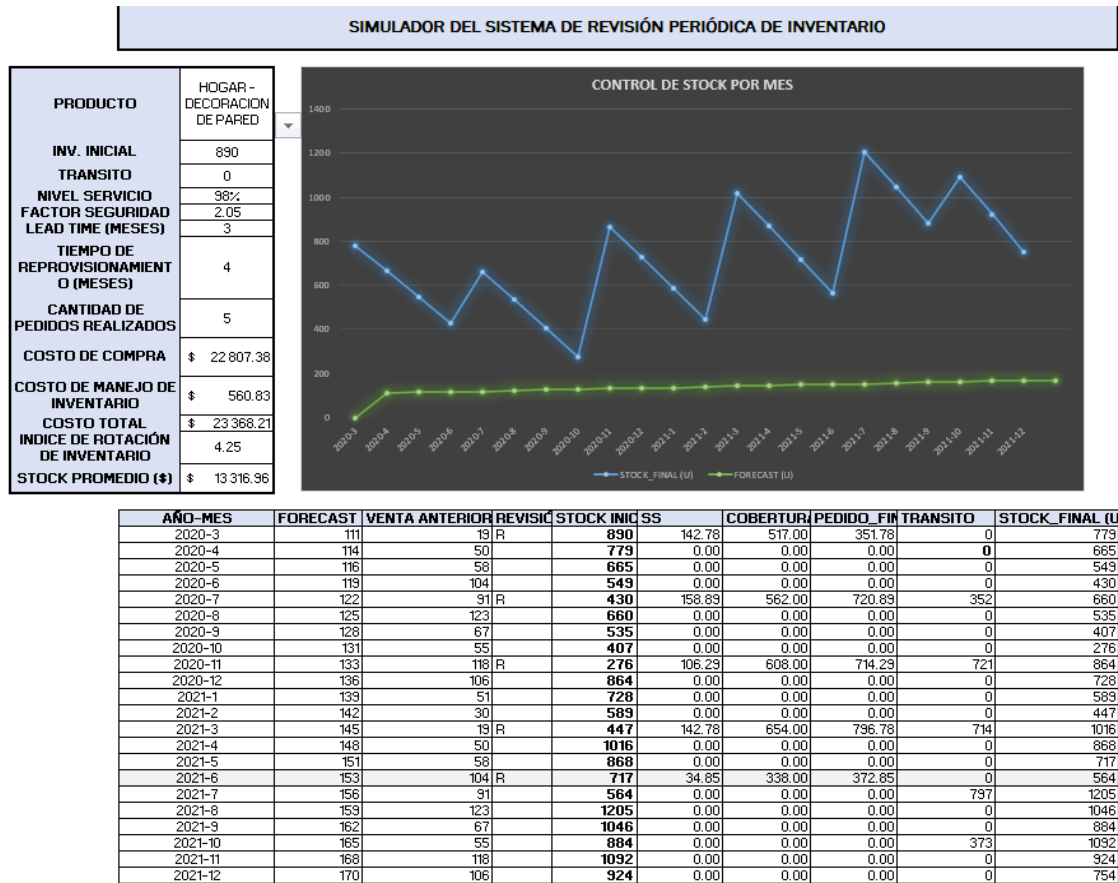 SIMULADOR DEL SISTEMA DE REVISIÓN PERIÓDICA DE INVENTARIO
PRODUCTO
HOGAR -
DECORACION
DE PARED
INV. INICIAL 890
TRANSITO 0
NIVEL SERVICIO 98%
FACTOR SEGURIDAD 2.05
LEAD TIME (MESES) 3
TIEMPO DE
REPROVISIONAMIENT
O (MESES)
4
CANTIDAD DE
PEDIDOS REALIZADOS
5
COSTO DE COMPRA $ 22 807.38
COSTO DE MANEJO DE
INVENTARIO
$ 560.83
COSTO TOTAL $ 23 368.21
INDICE DE ROTACIÓN
DE INVENTARIO
4.25
STOCK PROMEDIO ($) $ 13 316.96
CONTROL DE STOCK POR MES
1400
1200
1000
800
600
400
200
0
2020-3 2020-4 2020-5 2020-6 2020-7 2020-8 2020-9 2020-10 2020-11 2020-12 2021-1 2021-2 2021-3 2021-4 2021-5 2021-6 2021-7 2021-8 2021-9 2021-10 2021-11 2021-12
STOCK_FINAL (U) FORECAST (U)
AÑO-MES FORECAST VENTA ANTERIOR REVISIÓ STOCK INIC SS COBERTURA PEDIDO_FIN TRANSITO STOCK_FINAL (U
2020-3 111 19 R 890 142.78 517.00 351.78 0 779
2020-4 114 50 779 0.00 0.00 0.00 0 665
2020-5 116 58 665 0.00 0.00 0.00 0 549
2020-6 119 104 549 0.00 0.00 0.00 0 430
2020-7 122 91 R 430 158.89 562.00 720.89 352 660
2020-8 125 123 660 0.00 0.00 0.00 0 535
2020-9 128 67 535 0.00 0.00 0.00 0 407
2020-10 131 55 407 0.00 0.00 0.00 0 276
2020-11 133 118 R 276 106.29 608.00 714.29 721 864
2020-12 136 106 864 0.00 0.00 0.00 0 728
2021-1 139 51 728 0.00 0.00 0.00 0 589
2021-2 142 30 589 0.00 0.00 0.00 0 447
2021-3 145 19 R 447 142.78 654.00 796.78 714 1016
2021-4 148 50 1016 0.00 0.00 0.00 0 868
2021-5 151 58 868 0.00 0.00 0.00 0 717
2021-6 153 104 R 717 34.85 338.00 372.85 0 564
2021-7 156 91 564 0.00 0.00 0.00 797 1205
2021-8 159 123 1205 0.00 0.00 0.00 0 1046
2021-9 162 67 1046 0.00 0.00 0.00 0 884
2021-10 165 55 884 0.00 0.00 0.00 373 1092
2021-11 168 118 1092 0.00 0.00 0.00 0 924
2021-12 170 106 924 0.00 0.00 0.00 0 754